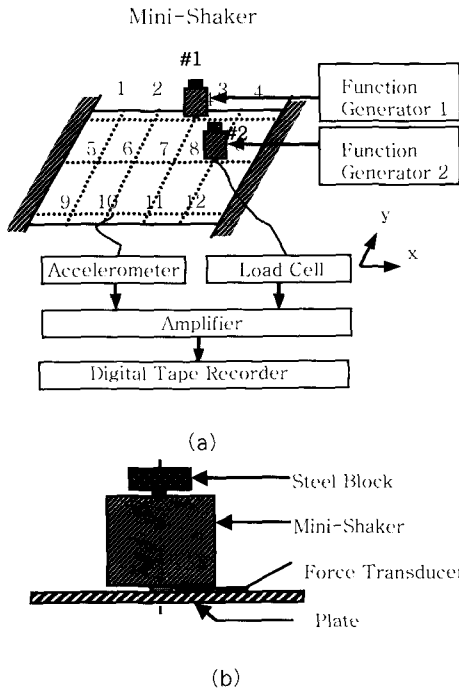 Mini-Shaker
#1
1 2 3 4
Function
Generator 1
#2
5 6 7 8
Function
Generator 2
9 10 11 12
y
x
Accelerometer
Load Cell
Amplifier
Digital Tape Recorder
(a)
Steel Block
Mini-Shaker
Force Transducer
Plate
(b)